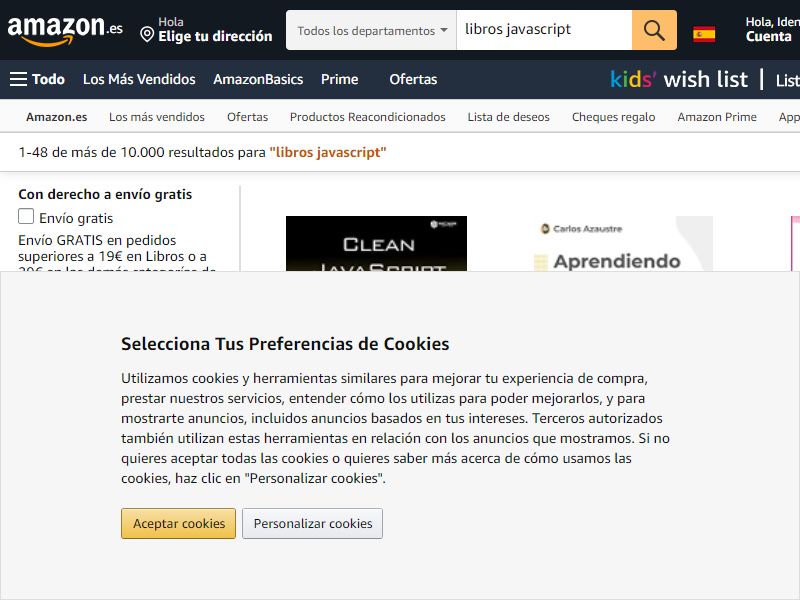 amazon.es
Hola
Elige tu dirección
Todos los departamentos
libros javascript
Hola, Iden
Cuenta
Todo
Los Más Vendidos
AmazonBasics
Prime
Ofertas
kids' wish list | List
Amazon.es
Los más vendidos
Ofertas
Productos Reacondicionados
Lista de deseos
Cheques regalo
Amazon Prime
App
1-48 de más de 10.000 resultados para "libros javascript"
Con derecho a envío gratis
Envío gratis
Envío GRATIS en pedidos
superiores a 19€ en Libros o a
29€ en las demás categorías de
CLEAN
JAVASCRIPT
Carlos Azaustre
Aprendiendo
Selecciona Tus Preferencias de Cookies
Utilizamos cookies y herramientas similares para mejorar tu experiencia de compra,
prestar nuestros servicios, entender cómo los utilizas para poder mejorarlos, y para
mostrarte anuncios, incluidos anuncios basados en tus intereses. Terceros autorizados
también utilizan estas herramientas en relación con los anuncios que mostramos. Si no
quieres aceptar todas las cookies o quieres saber más acerca de cómo usamos las
cookies, haz clic en "Personalizar cookies".
Aceptar cookies
Personalizar cookies